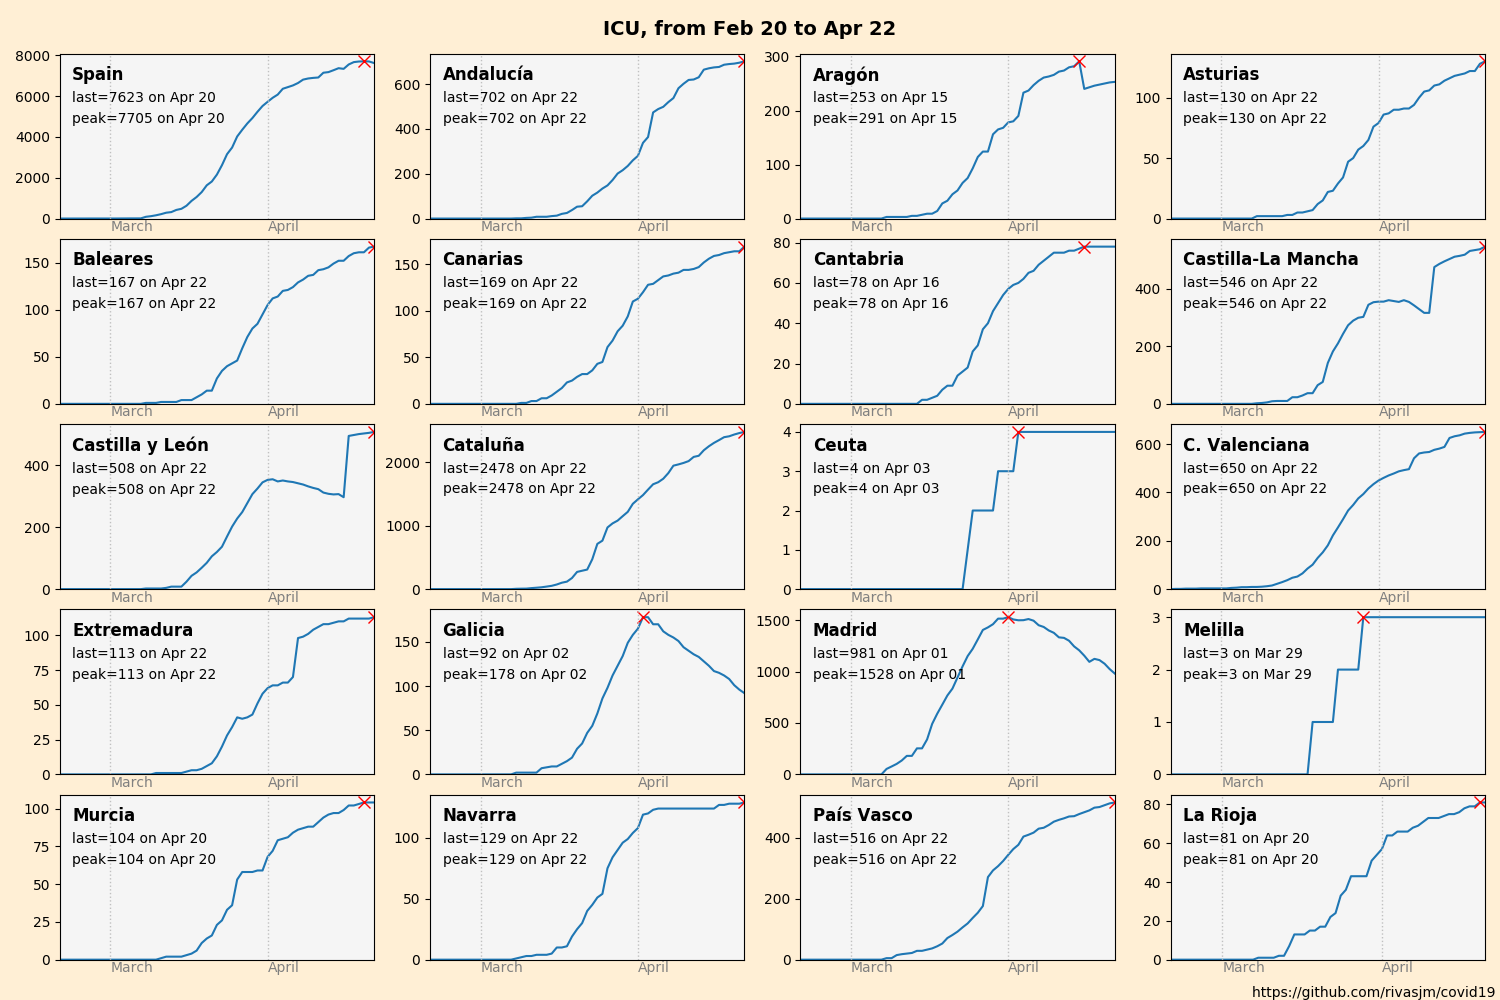 ICU, from Feb 20 to Apr 22
8000
6000
4000
2000
0
Spain
last=7623 on Apr 20
peak=7705 on Apr 20
March April
600
400
200
0
Andalucía
last=702 on Apr 22
peak=702 on Apr 22
March April
300
200
100
0
Aragón
last=253 on Apr 15
peak=291 on Apr 15
March April
100
50
0
Asturias
last=130 on Apr 22
peak=130 on Apr 22
March April
150
100
50
0
Baleares
last=167 on Apr 22
peak=167 on Apr 22
March April
150
100
50
0
Canarias
last=169 on Apr 22
peak=169 on Apr 22
March April
80
60
40
20
0
Cantabria
last=78 on Apr 16
peak=78 on Apr 16
March April
400
200
0
Castilla-La Mancha
last=546 on Apr 22
peak=546 on Apr 22
March April
400
200
0
Castilla y León
last=508 on Apr 22
peak=508 on Apr 22
March April
2000
1000
0
Cataluña
last=2478 on Apr 22
peak=2478 on Apr 22
March April
4
3
2
1
0
Ceuta
last=4 on Apr 03
peak=4 on Apr 03
March April
600
400
200
0
C. Valenciana
last=650 on Apr 22
peak=650 on Apr 22
March April
100
75
50
25
0
Extremadura
last=113 on Apr 22
peak=113 on Apr 22
March April
150
100
50
0
Galicia
last=92 on Apr 02
peak=178 on Apr 02
March April
1500
1000
500
0
Madrid
last=981 on Apr 01
peak=1528 on Apr 01
March April
3
2
1
0
Melilla
last=3 on Mar 29
peak=3 on Mar 29
March April
100
75
50
25
0
Murcia
last=104 on Apr 20
peak=104 on Apr 20
March April
100
50
0
Navarra
last=129 on Apr 22
peak=129 on Apr 22
March April
400
200
0
País Vasco
last=516 on Apr 22
peak=516 on Apr 22
March April
80
60
40
20
0
La Rioja
last=81 on Apr 20
peak=81 on Apr 20
March April
https://github.com/rivasjm/covid19